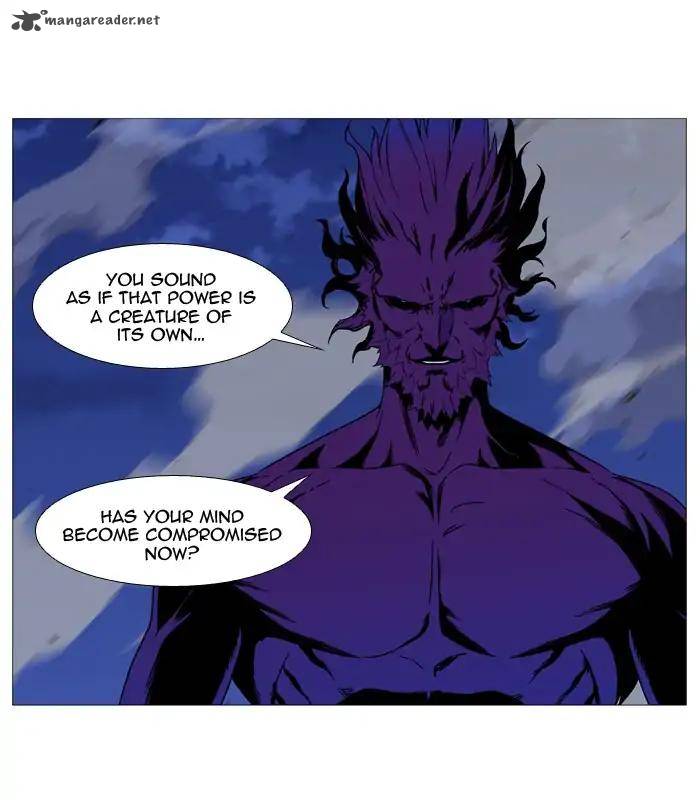 mangareader.net
YOU SOUND
AS IF THAT POWER IS
A CREATURE OF
ITS OWN...
HAS YOUR MIND
BECOME COMPROMISED
NOW?